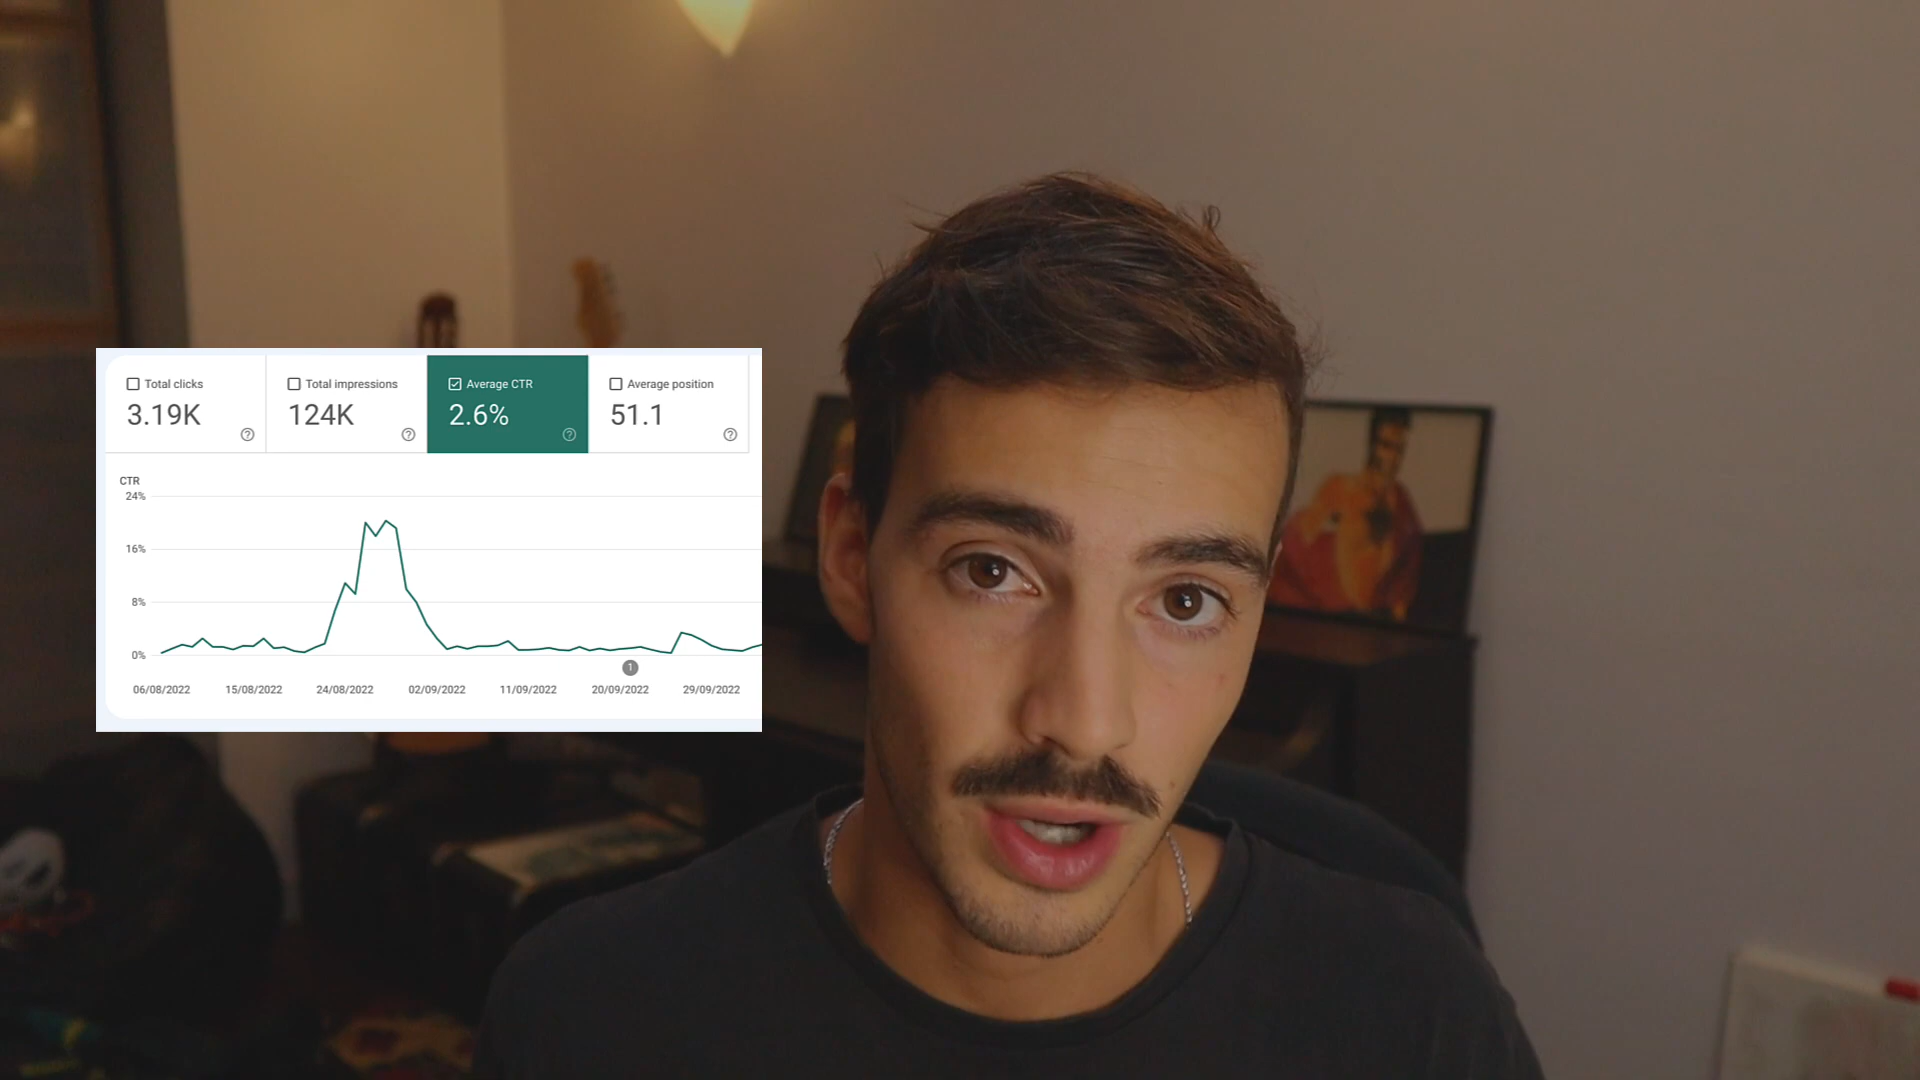 Total clicks
3.19K
Total impressions
124K
Average CTR
2.6%
Average position
51.1
CTR
24%
16%
8%
0%
1
06/08/2022 15/08/2022 24/08/2022 02/09/2022 11/09/2022 20/09/2022 29/09/2022